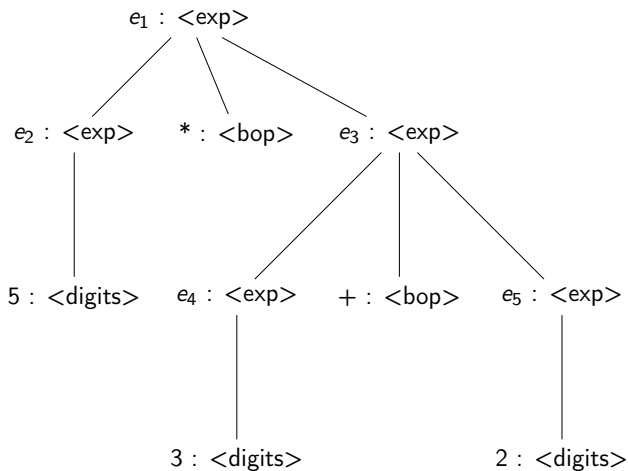 e₁ : <exp>
e₂ : <exp> * : <bop> e₃ : <exp>
5 : <digits> e₄ : <exp> + : <bop> e₅ : <exp>
3 : <digits> 2 : <digits>